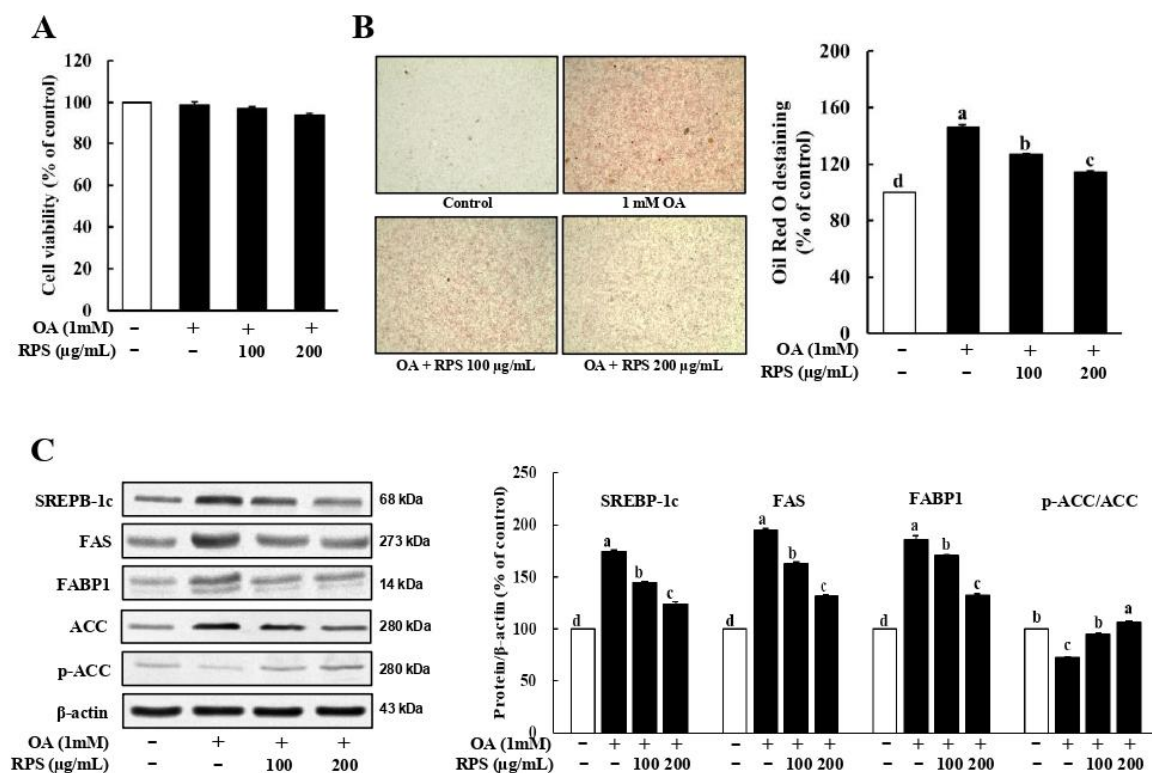 A
Cell viability (% of control)
120
100
80
60
40
20
0
OA (1mM) − + + +
RPS (µg/mL) − − 100 200
B
Control
1 mM OA
OA + RPS 100 µg/mL
OA + RPS 200 µg/mL
Oil Red O destaining
(% of control)
200
160
120
80
40
0
d a b c
OA (1mM) − + + +
RPS (µg/mL) − − 100 200
C
SREPB-1c 68 kDa
FAS 273 kDa
FABP1 14 kDa
ACC 280 kDa
p-ACC 280 kDa
β-actin 43 kDa
OA (1mM) − + + +
RPS (µg/mL) − − 100 200
Protein/β-actin (% of control)
250
200
150
100
50
0
SREBP-1c FAS FABP1 p-ACC/ACC
d a b c d a b c d a b c b c b a
OA (1mM) − + + + − + + + − + + + − + + +
RPS (µg/mL) − − 100 200 − − 100 200 − − 100 200 − − 100 200